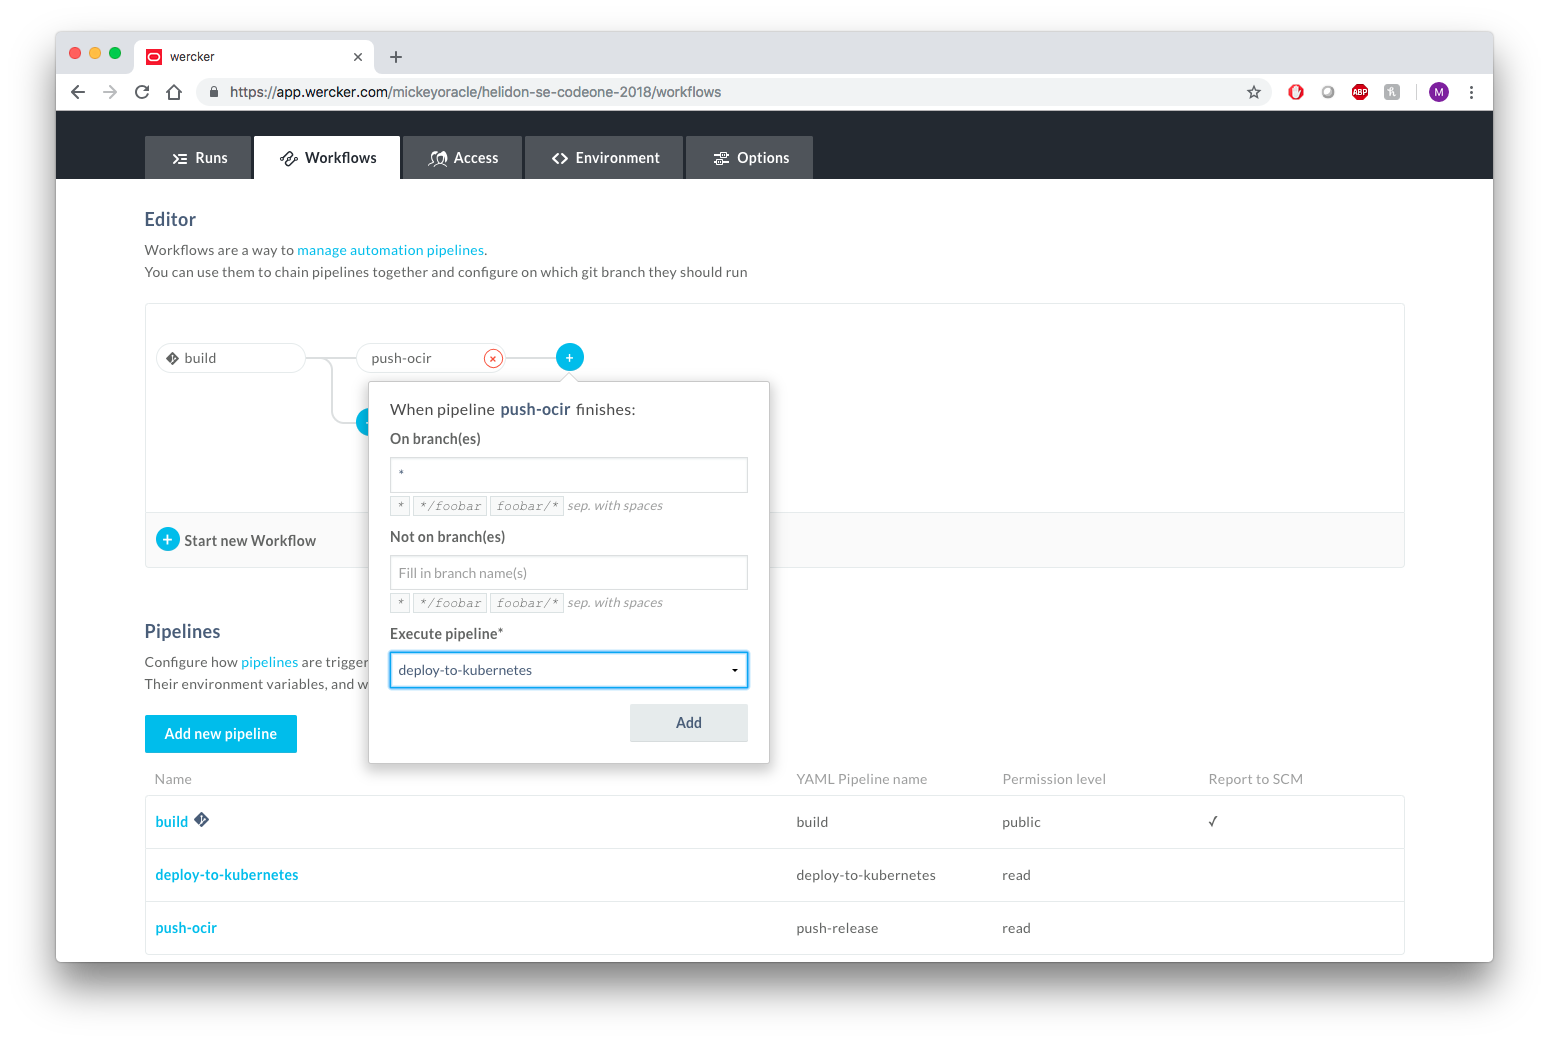 wercker
https://app.wercker.com/mickeyoracle/helidon-se-codeone-2018/workflows
ABP
M
Runs
Workflows
Access
Environment
Options
Editor
Workflows are a way to manage automation pipelines.
You can use them to chain pipelines together and configure on which git branch they should run
build
push-ocir
When pipeline push-ocir finishes:
On branch(es)
*
* */foobar foobar/* sep. with spaces
Not on branch(es)
Fill in branch name(s)
* */foobar foobar/* sep. with spaces
Execute pipeline*
deploy-to-kubernetes
Add
Start new Workflow
Pipelines
Configure how pipelines are trigger
Their environment variables, and w
Add new pipeline
Name YAML Pipeline name Permission level Report to SCM
build build public ✓
deploy-to-kubernetes deploy-to-kubernetes read
push-ocir push-release read